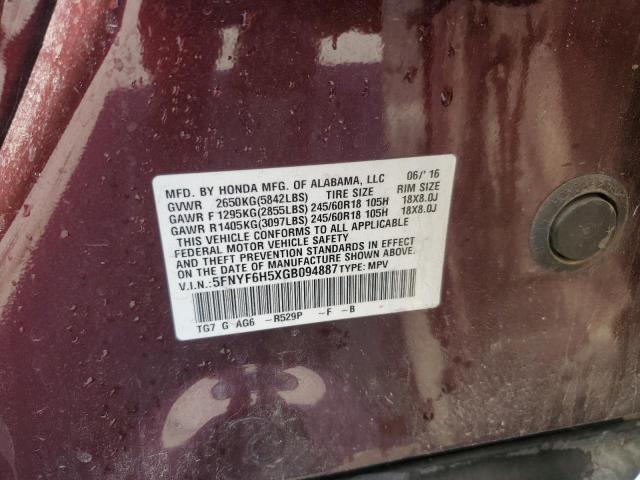 MFD. BY HONDA MFG. OF ALABAMA, LLC 06/'16
GVWR 2650KG(5842LBS) TIRE SIZE RIM SIZE
GAWR F 1295KG(2855LBS) 245/60R18 105H 18X8.0J
GAWR R 1405KG(3097LBS) 245/60R18 105H 18X8.0J
THIS VEHICLE CONFORMS TO ALL APPLICABLE
FEDERAL MOTOR VEHICLE SAFETY
AND THEFT PREVENTION STANDARDS IN EFFECT
ON THE DATE OF MANUFACTURE SHOWN ABOVE.
V.I.N.:5FNYF6H5XGB094887 TYPE: MPV
TG7 G-AG6 -R529P -F -B